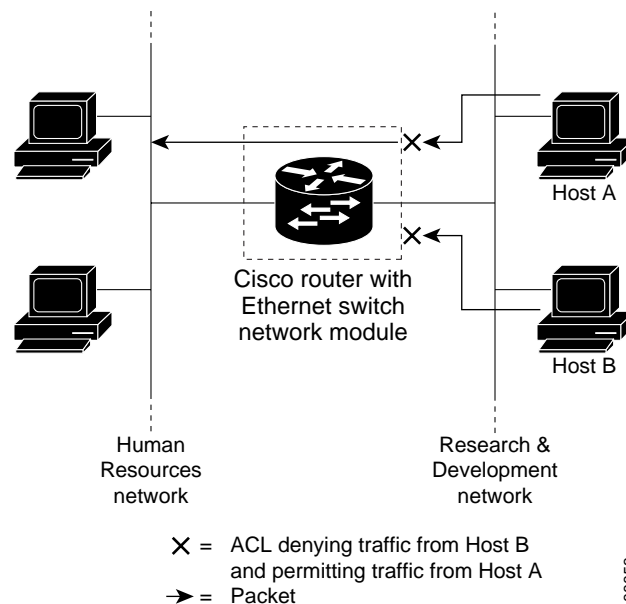 Host A
Cisco router with
Ethernet switch
network module
Host B
Human
Resources
network
Research &
Development
network
X = ACL denying traffic from Host B
and permitting traffic from Host A
= Packet